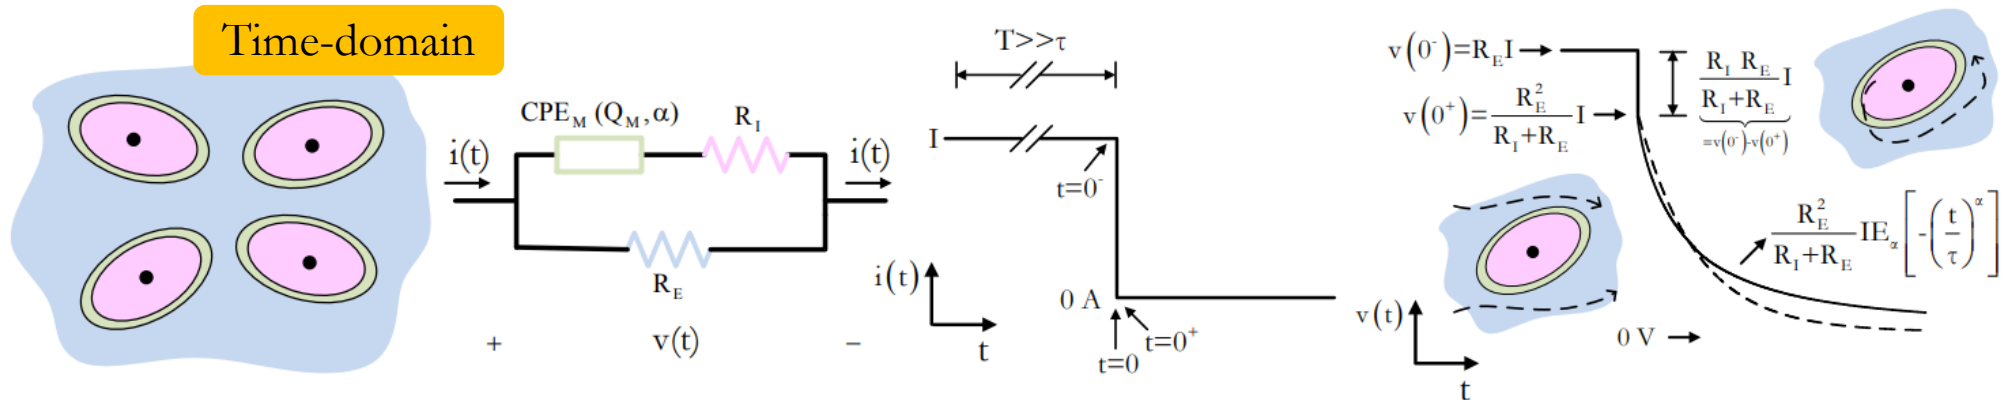 Time-domain
CPE_M (Q_M, α)
R_I
i(t)
i(t)
R_E
+
v(t)
−
T>>τ
I
t=0⁻
0 A
i(t)
t
t=0⁺
t=0
v(0⁻)=R_E I
v(0⁺)=R_E²/(R_I+R_E) I
R_I R_E/(R_I+R_E) I
=v(0⁻)-v(0⁺)
R_E²/(R_I+R_E) IE_α[-(t/τ)^α]
v(t)
0 V
t